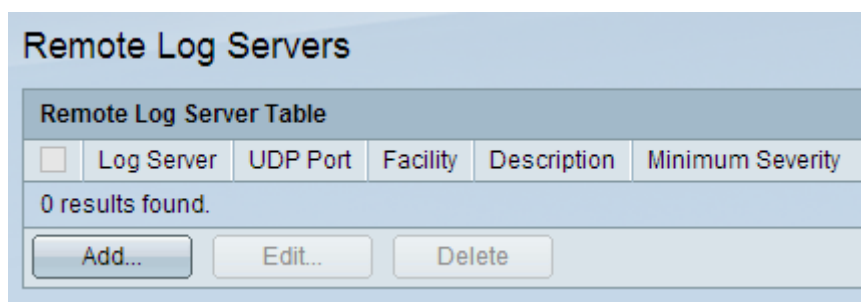 Remote Log Servers
Remote Log Server Table
Log Server UDP Port Facility Description Minimum Severity
0 results found.
Add... Edit... Delete